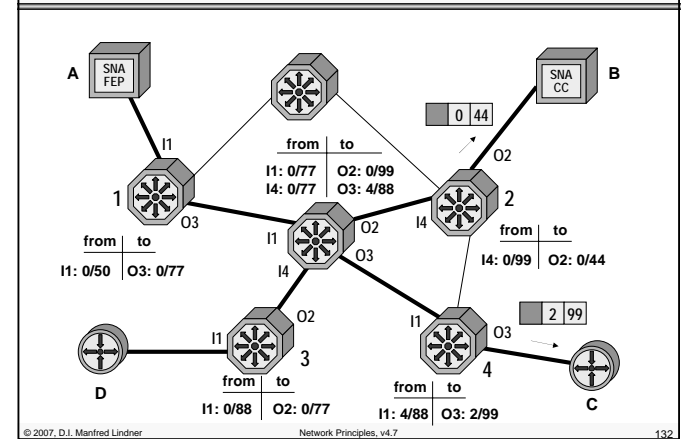 A
SNA
FEP
SNA
CC
B
0 44
I1
from to
I1: 0/77 O2: 0/99
I4: 0/77 O3: 4/88
O2
1
2
O3
I4
I1
O2
O3
I4
from to
I1: 0/50 O3: 0/77
from to
I4: 0/99 O2: 0/44
2 99
O2
I1
3
I1
O3
4
D
C
from to
I1: 0/88 O2: 0/77
from to
I1: 4/88 O3: 2/99
© 2007, D.I. Manfred Lindner
Network Principles, v4.7
132